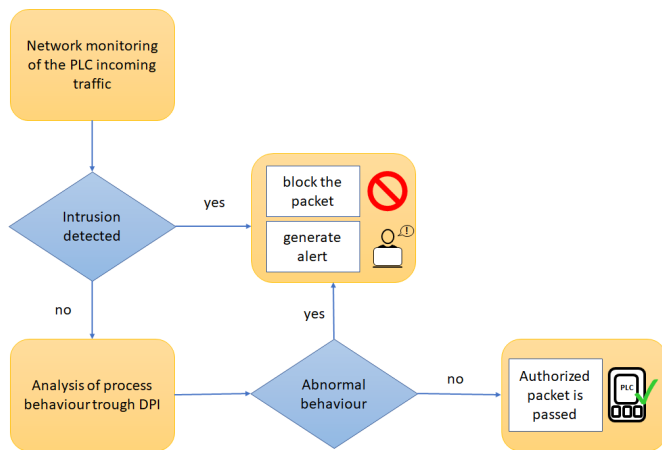 Network monitoring
of the PLC incoming
traffic
Intrusion
detected
yes
block the
packet
generate
alert
!
no
yes
Analysis of process
behaviour trough DPI
Abnormal
behaviour
no
Authorized
packet is
passed
PLC